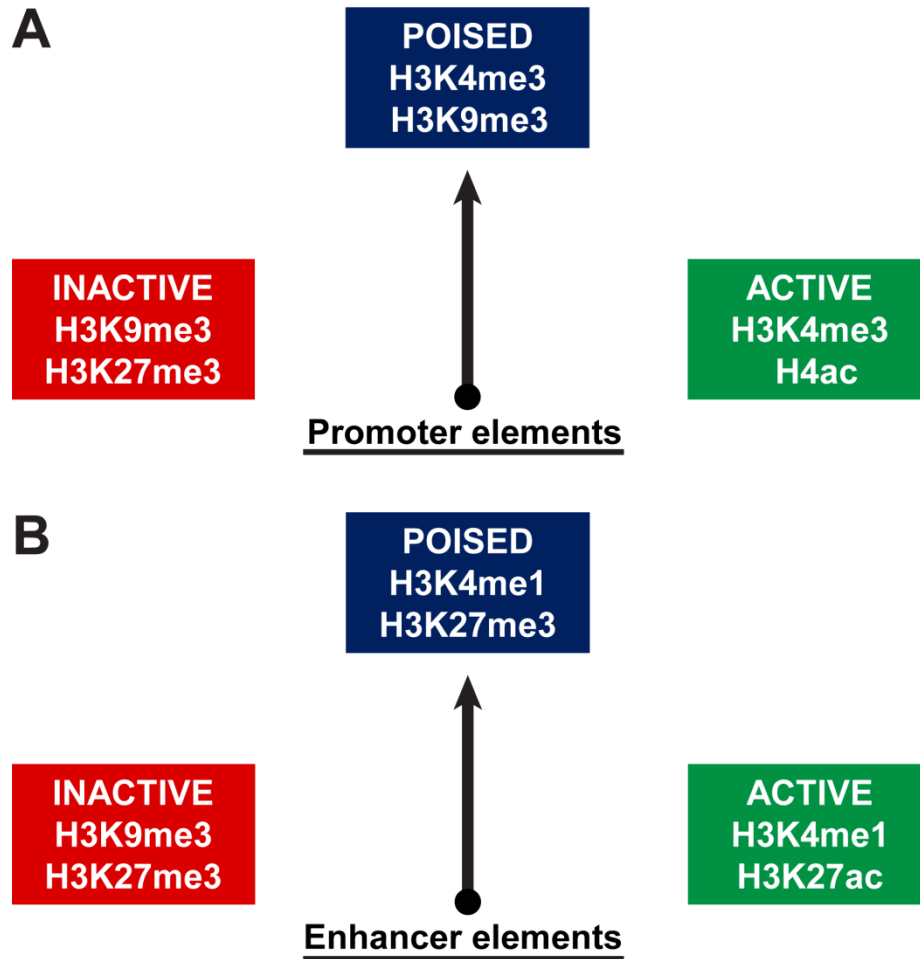 A
POISED
H3K4me3
H3K9me3
INACTIVE
H3K9me3
H3K27me3
ACTIVE
H3K4me3
H4ac
Promoter elements
B
POISED
H3K4me1
H3K27me3
INACTIVE
H3K9me3
H3K27me3
ACTIVE
H3K4me1
H3K27ac
Enhancer elements